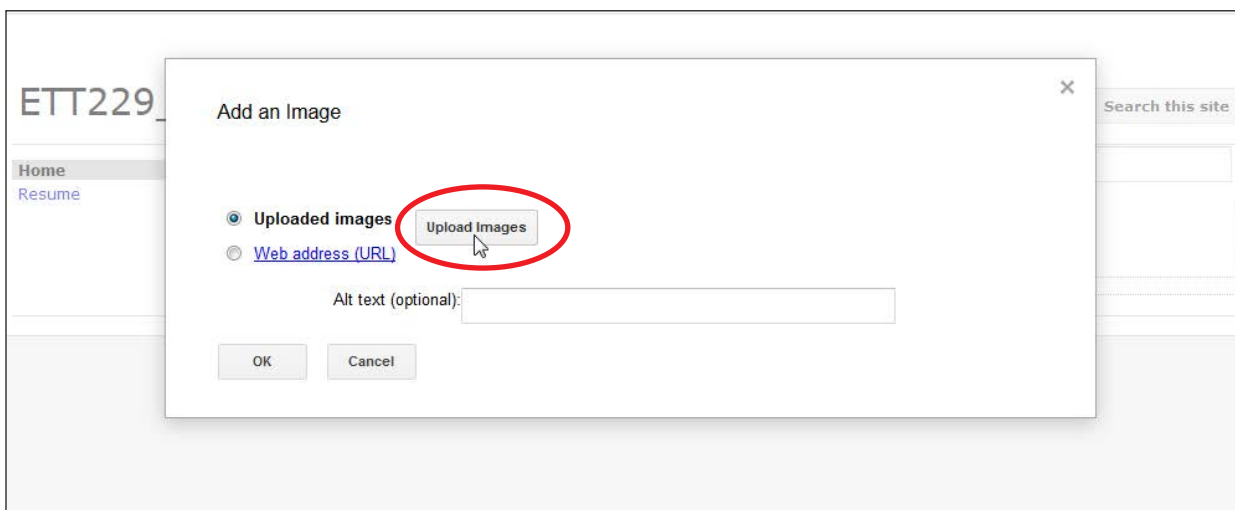 ETT229_
Add an Image
×
Search this site
Home
Resume
Uploaded images
Upload Images
Web address (URL)
Alt text (optional):
OK
Cancel